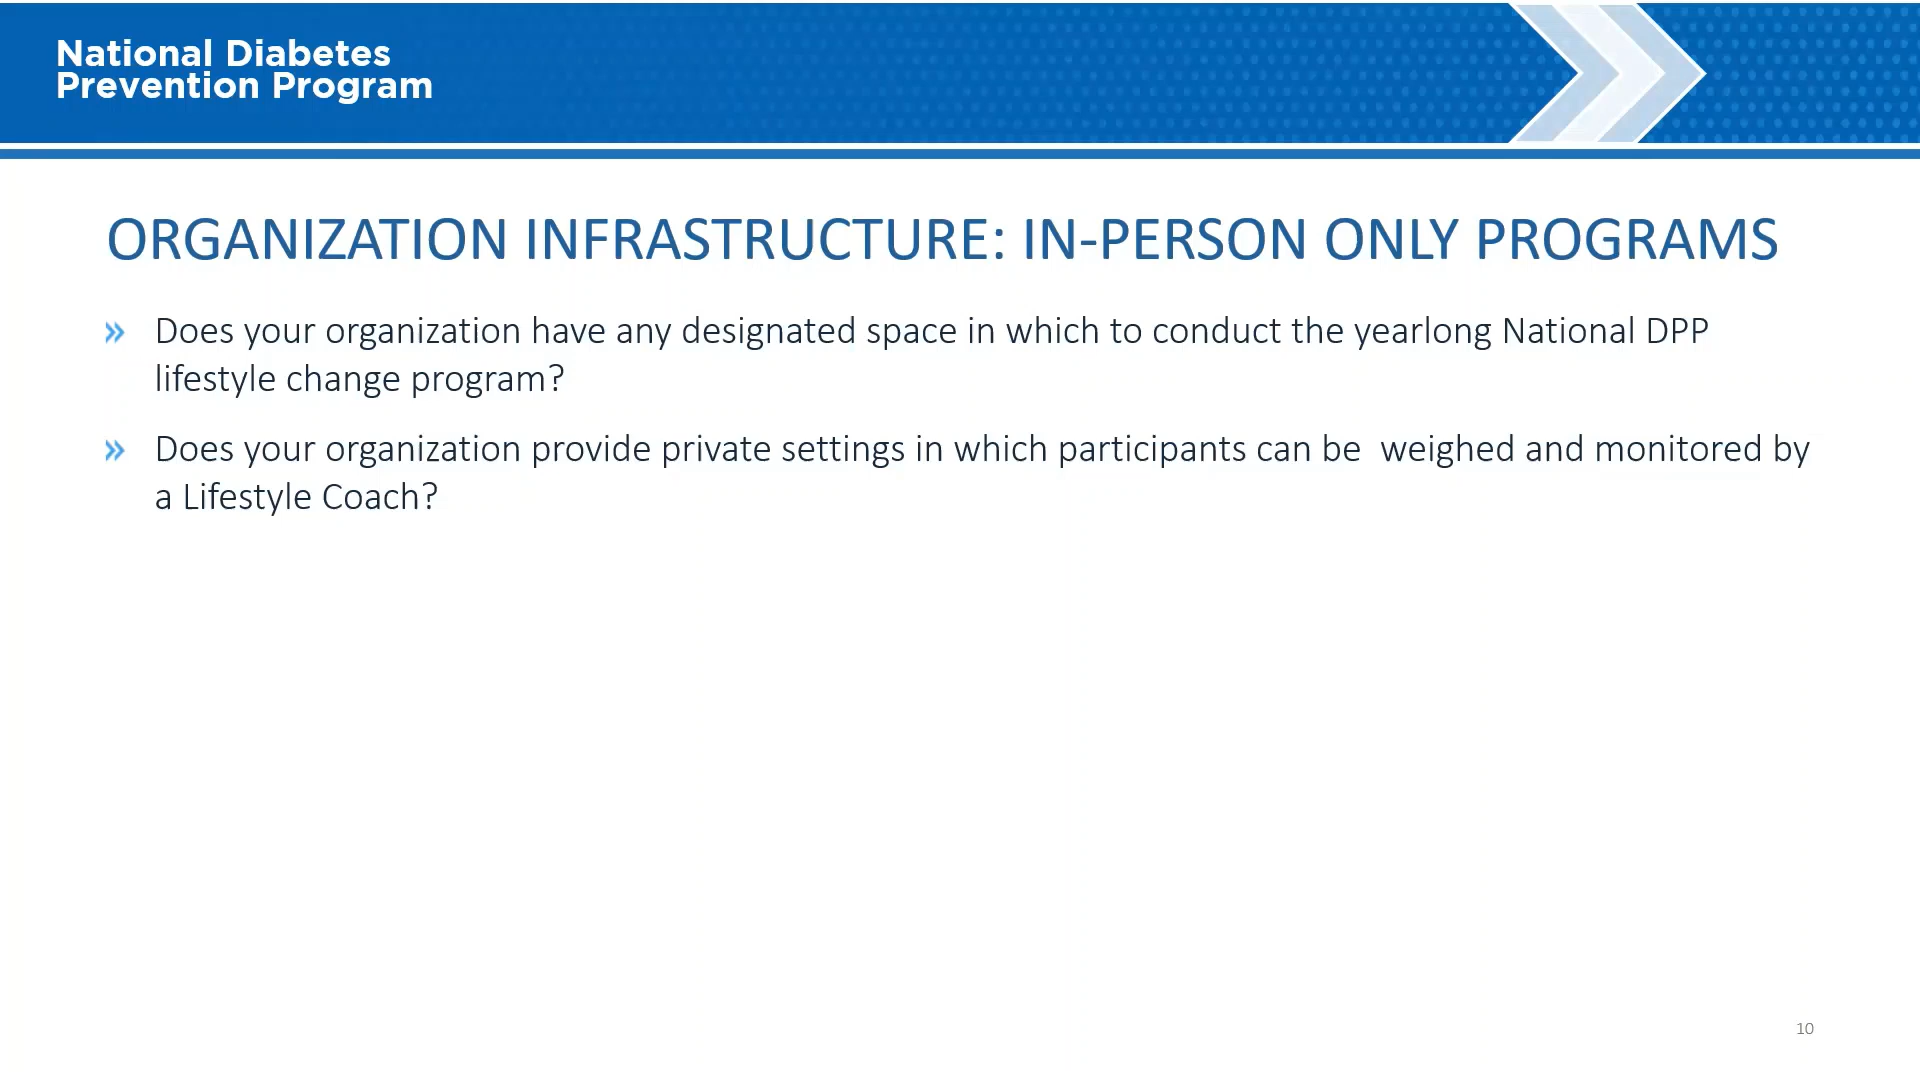 National Diabetes
Prevention Program
ORGANIZATION INFRASTRUCTURE: IN-PERSON ONLY PROGRAMS
» Does your organization have any designated space in which to conduct the yearlong National DPP
lifestyle change program?
» Does your organization provide private settings in which participants can be  weighed and monitored by
a Lifestyle Coach?
10